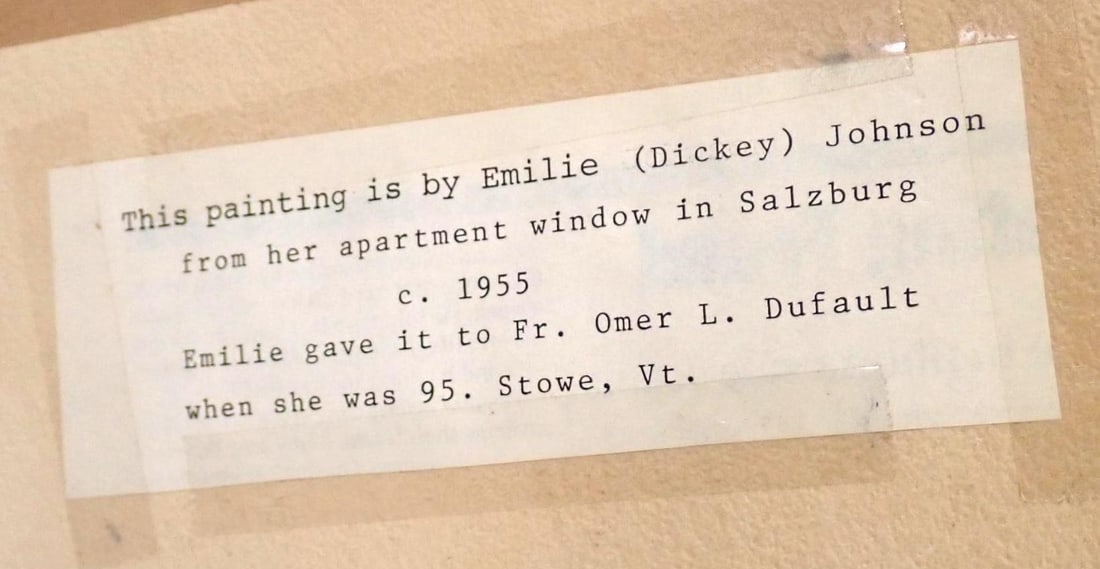 This painting is by Emilie (Dickey) Johnson
from her apartment window in Salzburg
c. 1955
Emilie gave it to Fr. Omer L. Dufault
when she was 95. Stowe, Vt.